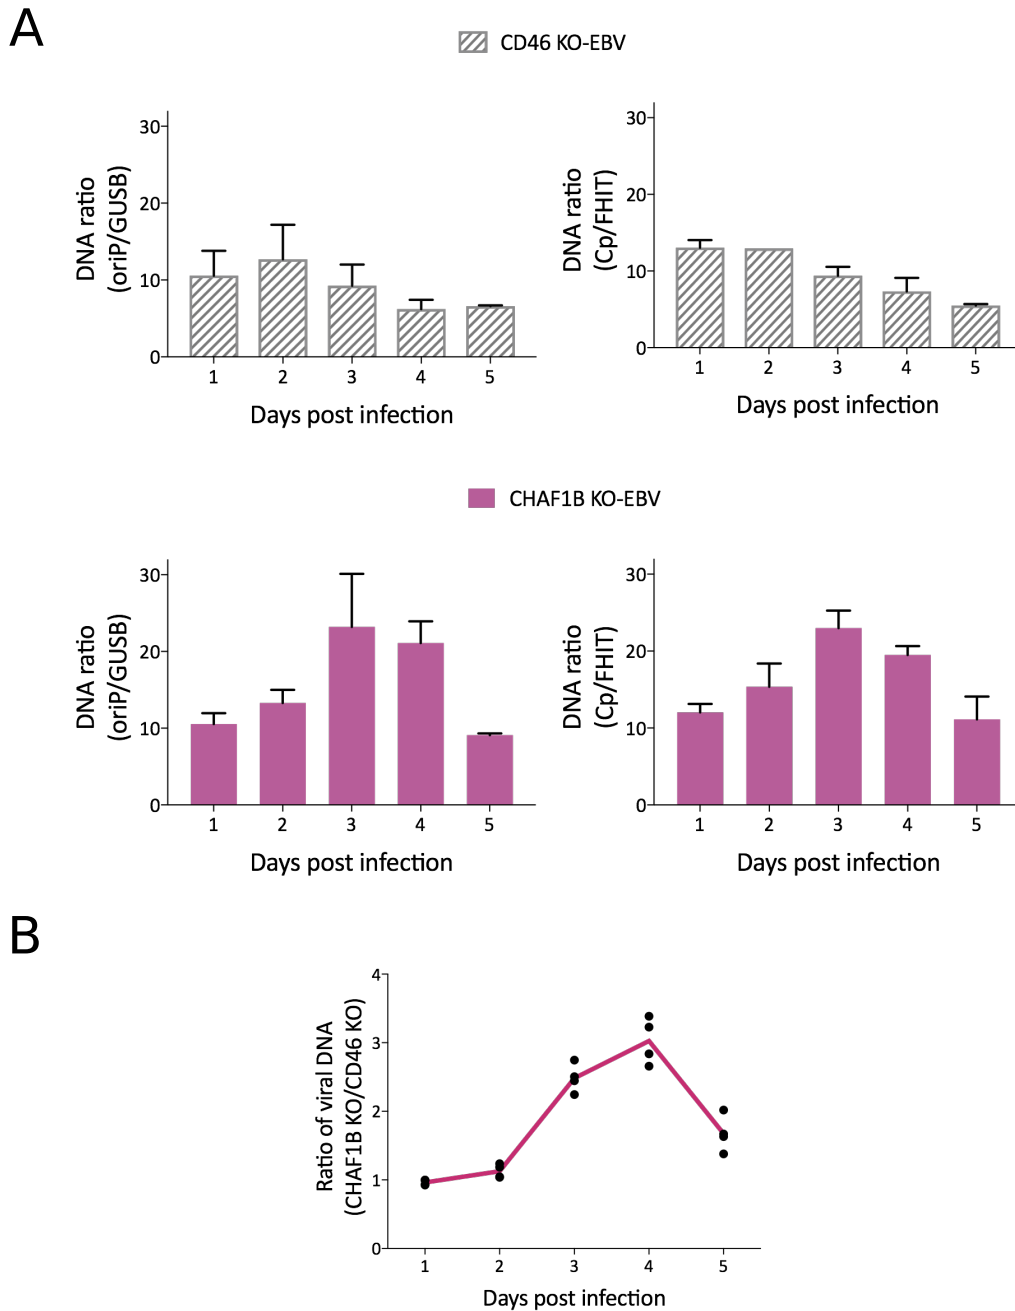 A
CD46 KO-EBV
DNA ratio
(oriP/GUSB)
30
20
10
0
1 2 3 4 5
Days post infection
DNA ratio
(Cp/FHIT)
30
20
10
0
1 2 3 4 5
Days post infection
CHAF1B KO-EBV
DNA ratio
(oriP/GUSB)
30
20
10
0
1 2 3 4 5
Days post infection
DNA ratio
(Cp/FHIT)
30
20
10
0
1 2 3 4 5
Days post infection
B
Ratio of viral DNA
(CHAF1B KO/CD46 KO)
4
3
2
1
0
1 2 3 4 5
Days post infection